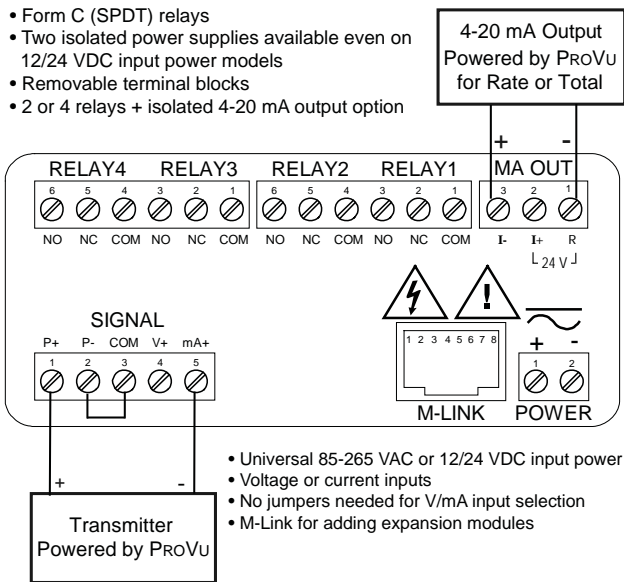 • Form C (SPDT) relays
• Two isolated power supplies available even on
12/24 VDC input power models
• Removable terminal blocks
• 2 or 4 relays + isolated 4-20 mA output option
4-20 mA Output
Powered by PROVU
for Rate or Total
+ -
RELAY4 RELAY3 RELAY2 RELAY1 MA OUT
6 5 4 3 2 1 6 5 4 3 2 1 3 2 1
NO NC COM NO NC COM NO NC COM NO NC COM I- I+ R
24 V
SIGNAL
P+ P- COM V+ mA+
1 2 3 4 5
1 2 3 4 5 6 7 8
+ -
1 2
M-LINK POWER
+ -
Transmitter
Powered by PROVU
• Universal 85-265 VAC or 12/24 VDC input power
• Voltage or current inputs
• No jumpers needed for V/mA input selection
• M-Link for adding expansion modules